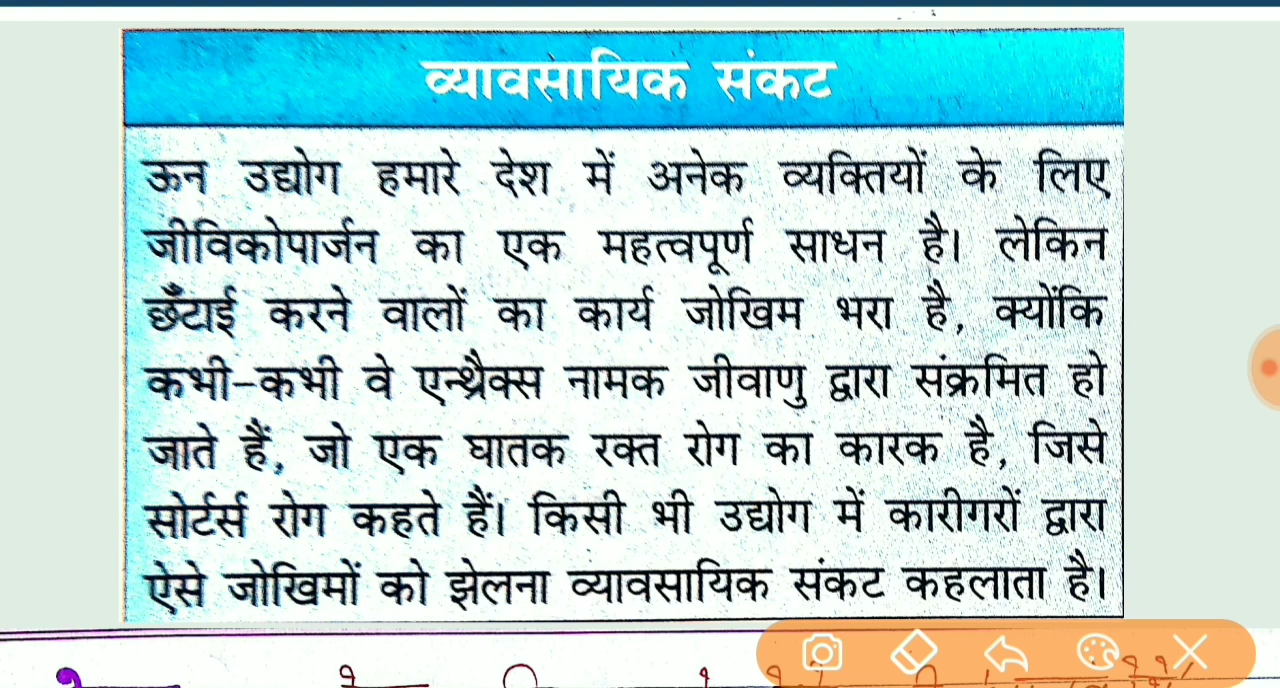 व्यावसायिक संकट
ऊन उद्योग हमारे देश में अनेक व्यक्तियों के लिए
जीविकोपार्जन का एक महत्वपूर्ण साधन है। लेकिन
छँटाई करने वालों का कार्य जोखिम भरा है, क्योंकि
कभी-कभी वे एन्थ्रैक्स नामक जीवाणु द्वारा संक्रमित हो
जाते हैं, जो एक घातक रक्त रोग का कारक है, जिसे
सोर्टर्स रोग कहते हैं। किसी भी उद्योग में कारीगरों द्वारा
ऐसे जोखिमों को झेलना व्यावसायिक संकट कहलाता है।